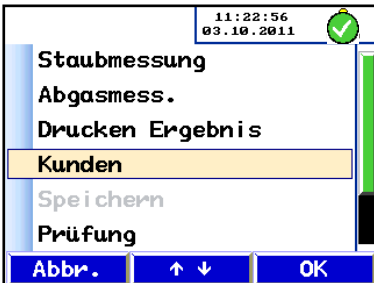 11:22:56
03.10.2011
Staubmessung
Abgasmess.
Drucken Ergebnis
Kunden
Speichern
Prüfung
Abbr. ↑ ↓ OK